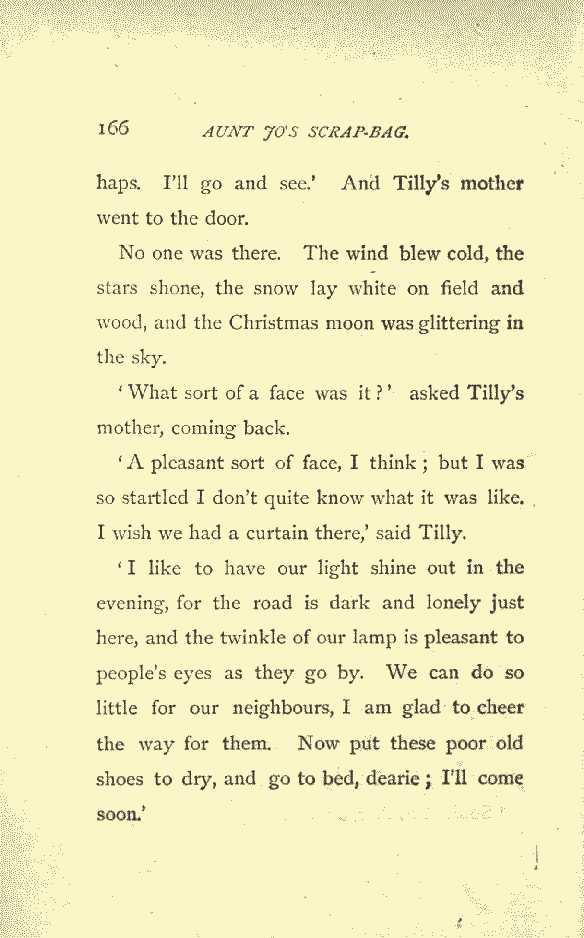 166 AUNT JO'S SCRAP-BAG.
haps. I'll go and see.' And Tilly's mother
went to the door.
No one was there. The wind blew cold, the
stars shone, the snow lay white on field and
wood, and the Christmas moon was glittering in
the sky.
'What sort of a face was it?' asked Tilly's
mother, coming back.
'A pleasant sort of face, I think; but I was
so startled I don't quite know what it was like.
I wish we had a curtain there,' said Tilly.
'I like to have our light shine out in the
evening, for the road is dark and lonely just
here, and the twinkle of our lamp is pleasant to
people's eyes as they go by. We can do so
little for our neighbours, I am glad to cheer
the way for them. Now put these poor old
shoes to dry, and go to bed, dearie; I'll come
soon.'